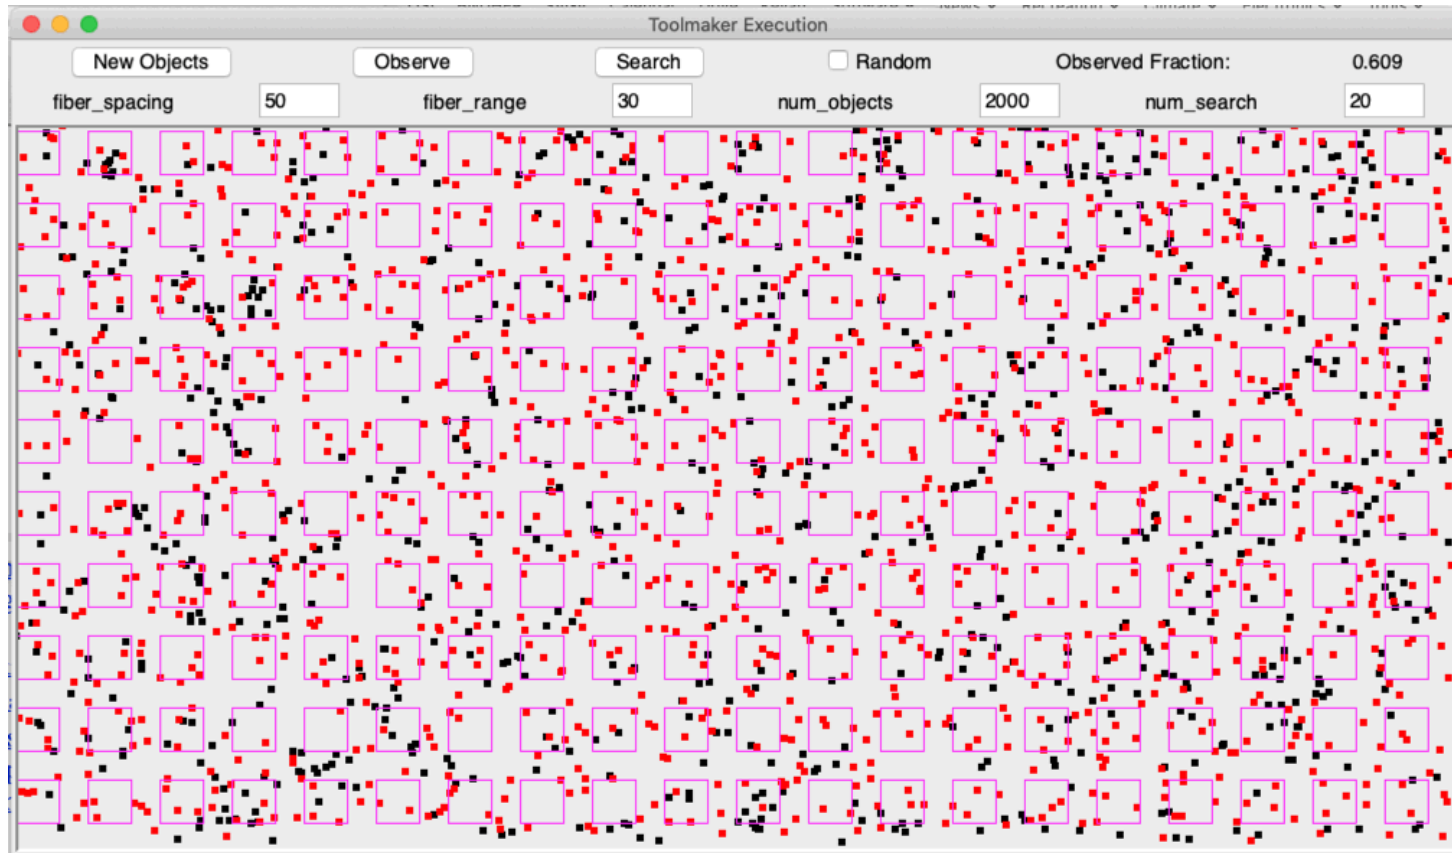 Toolmaker Execution
New Objects Observe Search Random Observed Fraction: 0.609
fiber_spacing 50 fiber_range 30 num_objects 2000 num_search 20